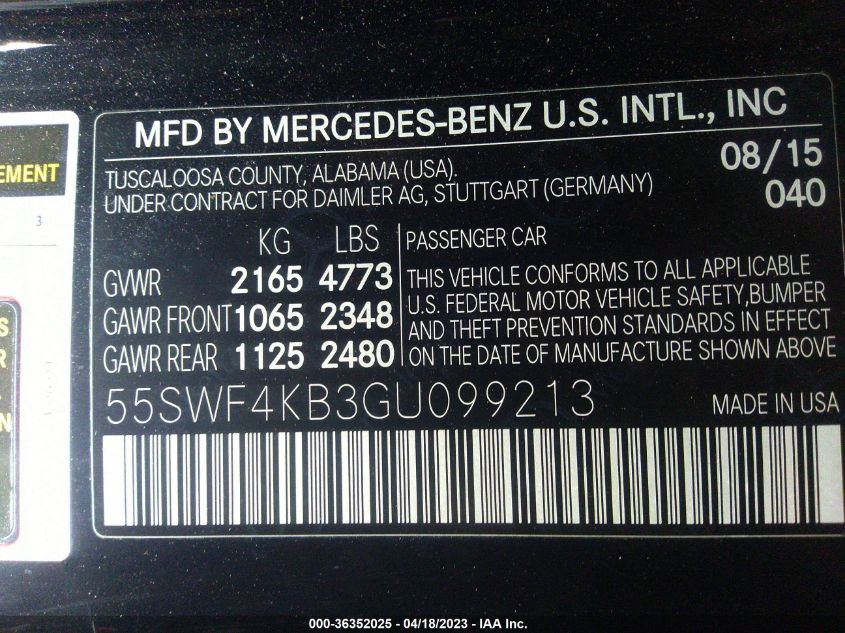 MFD BY MERCEDES-BENZ U.S. INTL., INC
TUSCALOOSA COUNTY, ALABAMA (USA).
UNDER CONTRACT FOR DAIMLER AG, STUTTGART (GERMANY)
08/15
040
KG LBS
GVWR 2165 4773
GAWR FRONT 1065 2348
GAWR REAR 1125 2480
PASSENGER CAR
THIS VEHICLE CONFORMS TO ALL APPLICABLE
U.S. FEDERAL MOTOR VEHICLE SAFETY,BUMPER
AND THEFT PREVENTION STANDARDS IN EFFECT
ON THE DATE OF MANUFACTURE SHOWN ABOVE
55SWF4KB3GU099213
MADE IN USA
EMENT
3
S
R
N
000-36352025 - 04/18/2023 - IAA Inc.